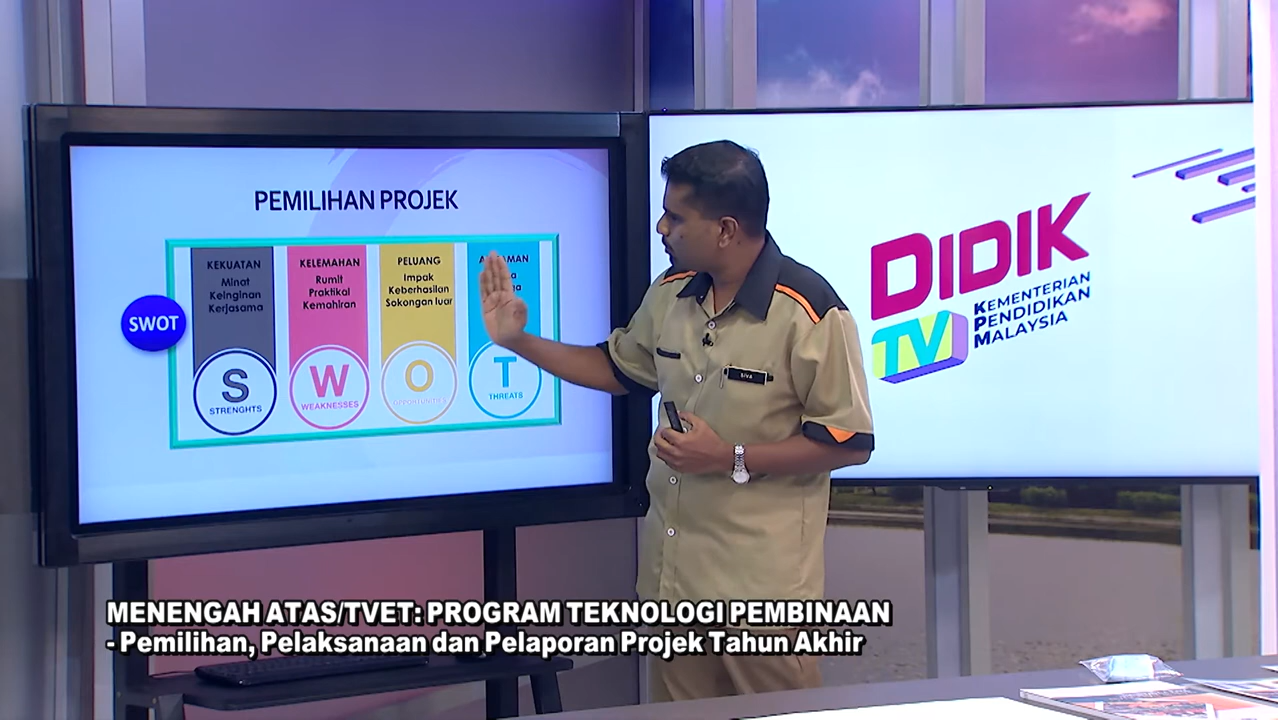 PEMILIHAN PROJEK
SWOT
KEKUATAN
Minat
Keinginan
Kerjasama
S
STRENGHTS
KELEMAHAN
Rumit
Praktikal
Kemahiran
W
WEAKNESSES
PELUANG
Impak
Keberhasilan
Sokongan luar
O
OPPORTUNITIES
T
THREATS
SIVA
DIDIK
TV
KEMENTERIAN
PENDIDIKAN
MALAYSIA
MENENGAH ATAS/TVET: PROGRAM TEKNOLOGI PEMBINAAN
- Pemilihan, Pelaksanaan dan Pelaporan Projek Tahun Akhir